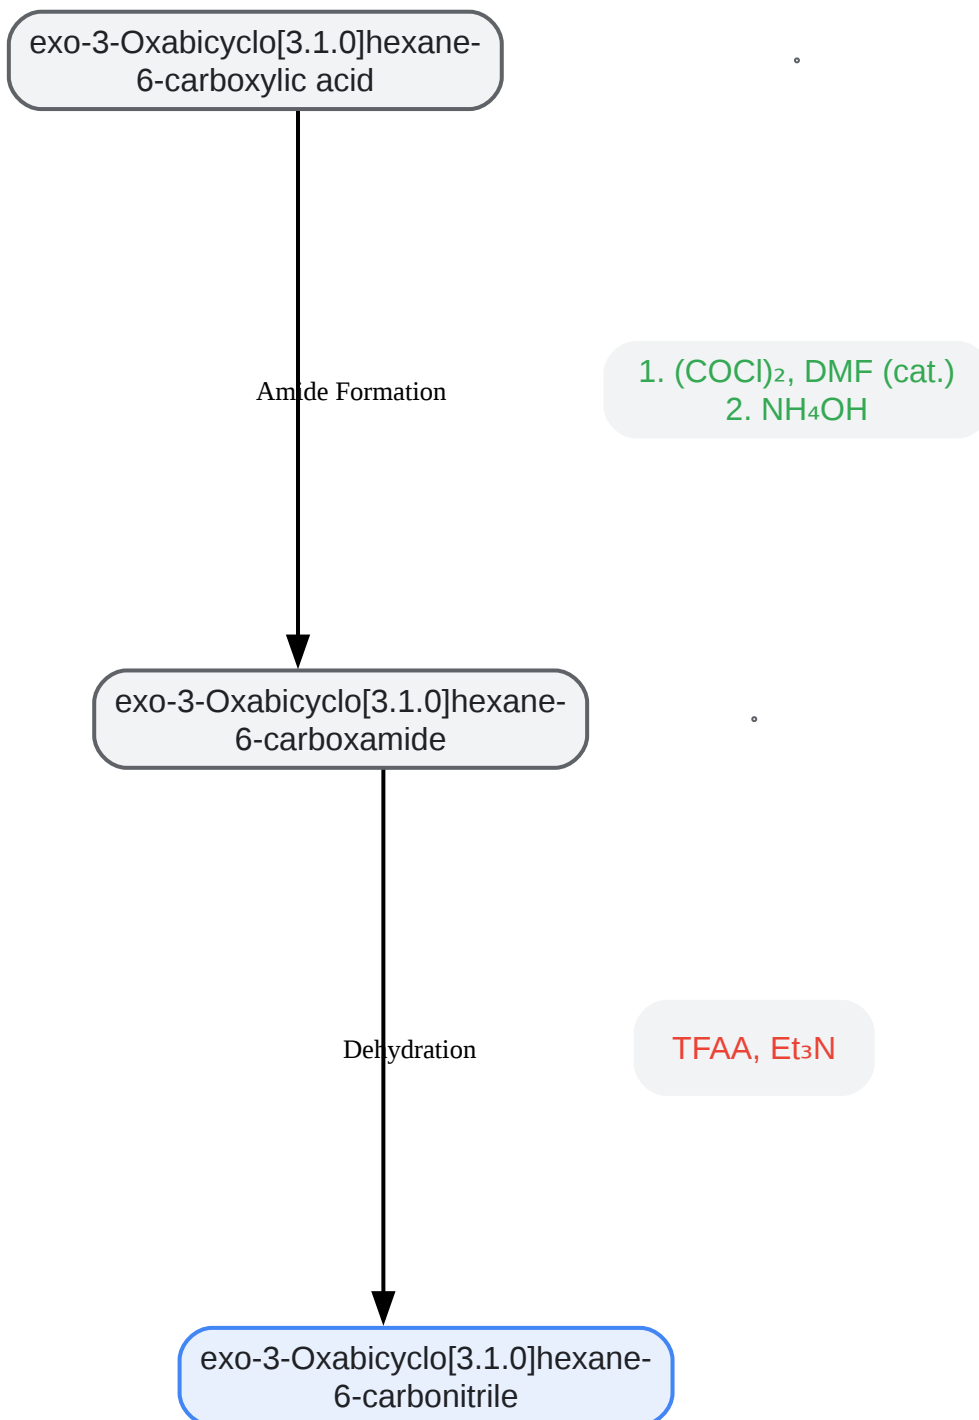 exo-3-Oxabicyclo[3.1.0]hexane-
6-carboxylic acid
Amide Formation
1. (COCl)₂, DMF (cat.)
2. NH₄OH
exo-3-Oxabicyclo[3.1.0]hexane-
6-carboxamide
Dehydration
TFAA, Et₃N
exo-3-Oxabicyclo[3.1.0]hexane-
6-carbonitrile